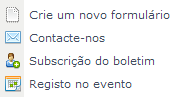 Crie um novo formulário
Contacte-nos
Subscrição do boletim
Registo no evento